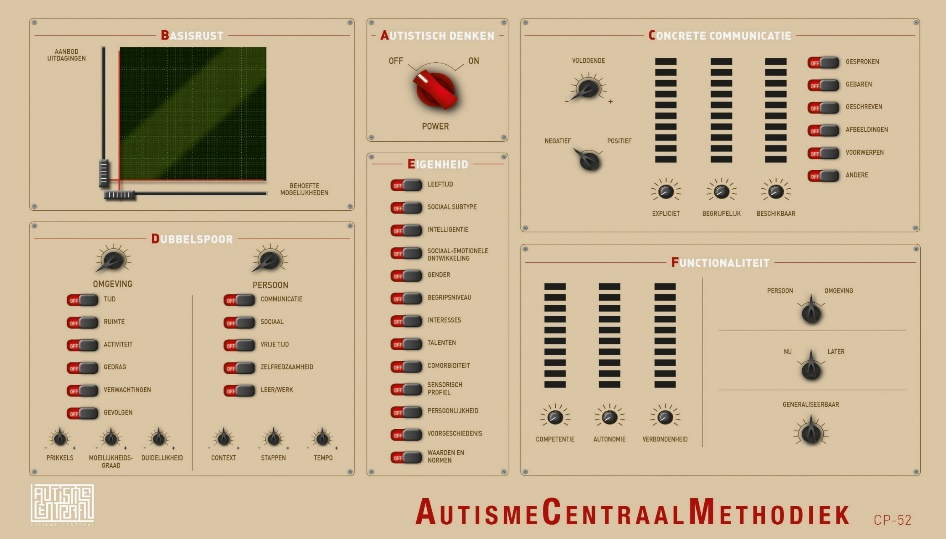 BASISRUST
AANBOD
UITDAGINGEN
BEHOEFTE
MOGELIJKHEDEN
AUTISTISCH DENKEN
OFF
ON
POWER
CONCRETE COMMUNICATIE
VOLDOENDE
-
+
NEGATIEF
POSITIEF
EXPLICIET
BEGRIJPELIJK
BESCHIKBAAR
OFF GESPROKEN
OFF GEBAREN
OFF GESCHREVEN
OFF AFBEELDINGEN
OFF VOORWERPEN
OFF ANDERE
DUBBELSPOOR
OMGEVING
OFF TIJD
OFF RUIMTE
OFF ACTIVITEIT
OFF GEDRAG
OFF VERWACHTINGEN
OFF GEVOLGEN
- +
- +
- +
PRIKKELS
MOEILIJKHEIDS-
GRAAD
DUIDELIJKHEID
PERSOON
OFF COMMUNICATIE
OFF SOCIAAL
OFF VRIJE TIJD
OFF ZELFREDZAAMHEID
OFF LEER/WERK
- +
- +
- +
CONTEXT
STAPPEN
TEMPO
EIGENHEID
OFF LEEFTIJD
OFF SOCIAAL SUBTYPE
OFF INTELLIGENTIE
OFF SOCIAAL-EMOTIONELE
ONTWIKKELING
OFF GENDER
OFF BEGRIPSNIVEAU
OFF INTERESSES
OFF TALENTEN
OFF COMORBIDITEIT
OFF SENSORISCH
PROFIEL
OFF PERSOONLIJKHEID
OFF VOORGESCHIEDENIS
OFF WAARDEN EN
NORMEN
FUNCTIONALITEIT
COMPETENTIE
AUTONOMIE
VERBONDENHEID
PERSOON
OMGEVING
NU
LATER
GENERALISEERBAAR
AUTISME
CENTRAAL
AUTISMECENTRAALMETHODIEK
CP-52